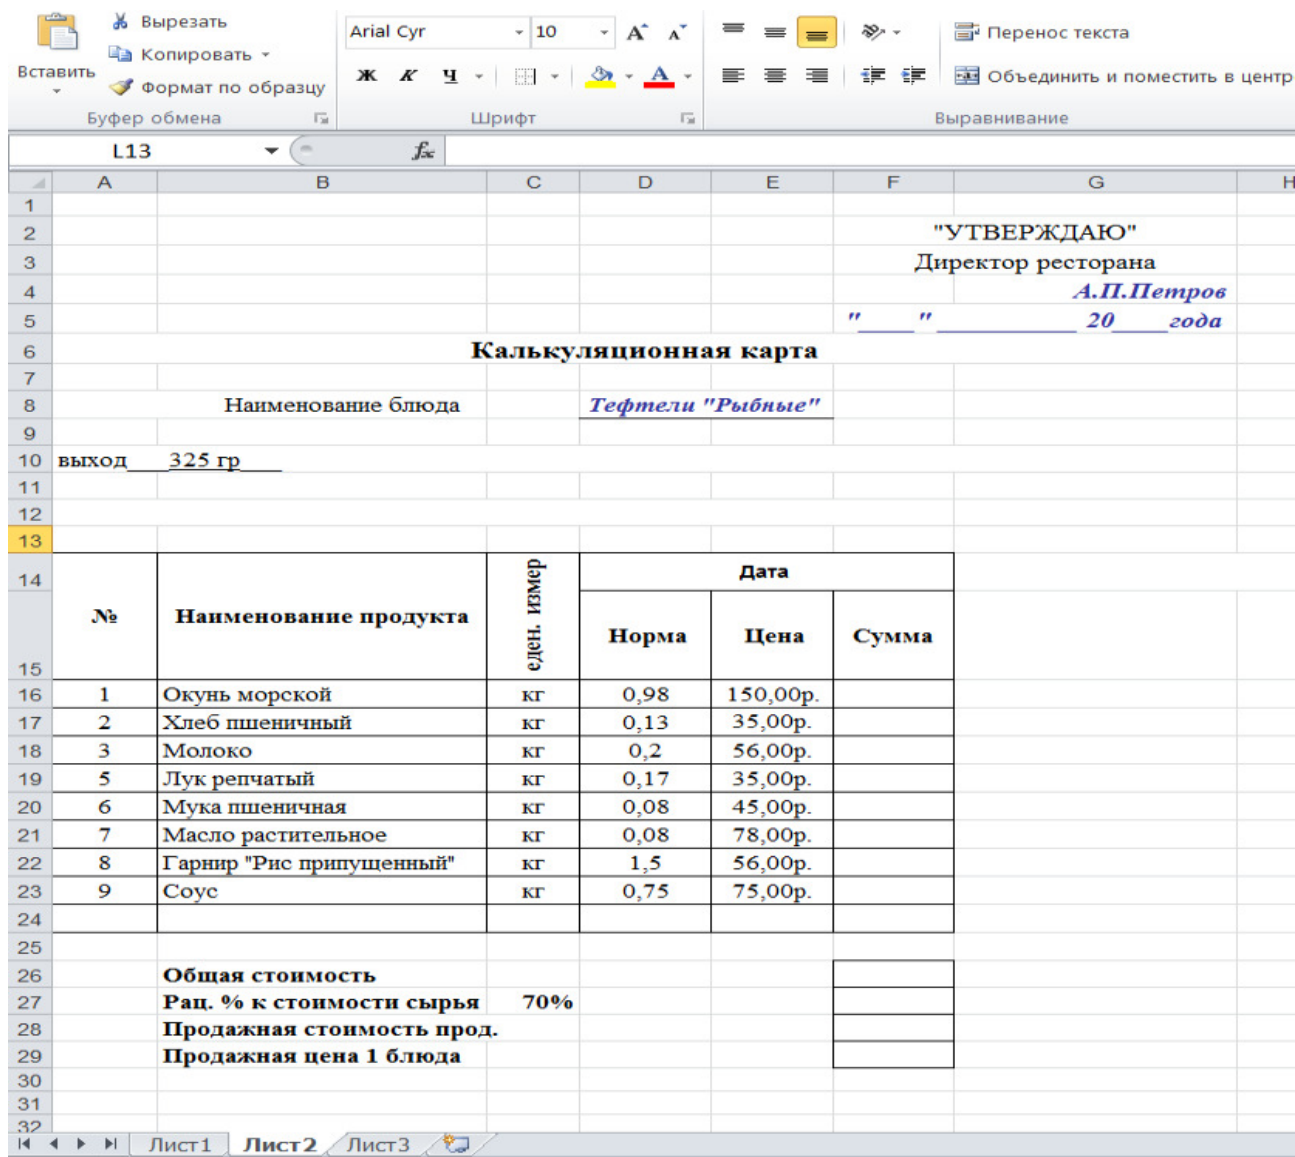 Вырезать
Копировать
Формат по образцу
Вставить
Буфер обмена
Arial Cyr 10 A A
Ж К Ч A
Шрифт
Перенос текста
Объединить и поместить в центр
Выравнивание
L13 fx
A B C D E F G H
1
2 "УТВЕРЖДАЮ"
3 Директор ресторана
4 А.П.Петров
5 "_____" ____________ 20_____года
6 Калькуляционная карта
7
8 Наименование блюда Тефтели "Рыбные"
9
10 выход____325 гр____
11
12
13
14 № Наименование продукта еден. измер Дата
15 Норма Цена Сумма
16 1 Окунь морской кг 0,98 150,00р.
17 2 Хлеб пшеничный кг 0,13 35,00р.
18 3 Молоко кг 0,2 56,00р.
19 5 Лук репчатый кг 0,17 35,00р.
20 6 Мука пшеничная кг 0,08 45,00р.
21 7 Масло растительное кг 0,08 78,00р.
22 8 Гарнир "Рис припущенный" кг 1,5 56,00р.
23 9 Соус кг 0,75 75,00р.
24
25
26 Общая стоимость
27 Рац. % к стоимости сырья 70%
28 Продажная стоимость прод.
29 Продажная цена 1 блюда
30
31
32
Лист1 Лист2 Лист3